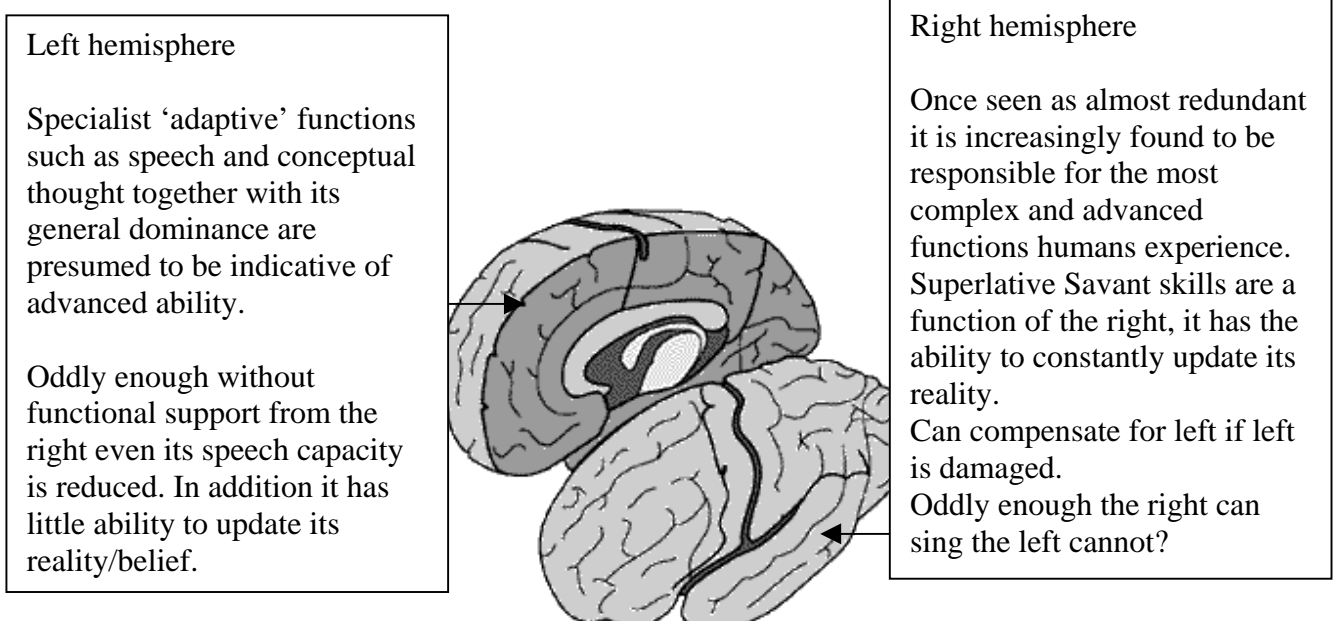 Left hemisphere
Specialist ‘adaptive’ functions
such as speech and conceptual
thought together with its
general dominance are
presumed to be indicative of
advanced ability.
Oddly enough without
functional support from the
right even its speech capacity
is reduced. In addition it has
little ability to update its
reality/belief.
Right hemisphere
Once seen as almost redundant
it is increasingly found to be
responsible for the most
complex and advanced
functions humans experience.
Superlative Savant skills are a
function of the right, it has the
ability to constantly update its
reality.
Can compensate for left if left
is damaged.
Oddly enough the right can
sing the left cannot?